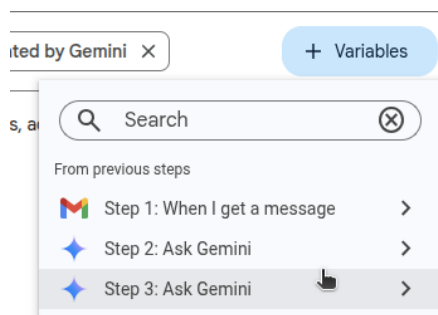 ted by Gemini
+ Variables
s, a
Search
From previous steps
Step 1: When I get a message
Step 2: Ask Gemini
Step 3: Ask Gemini